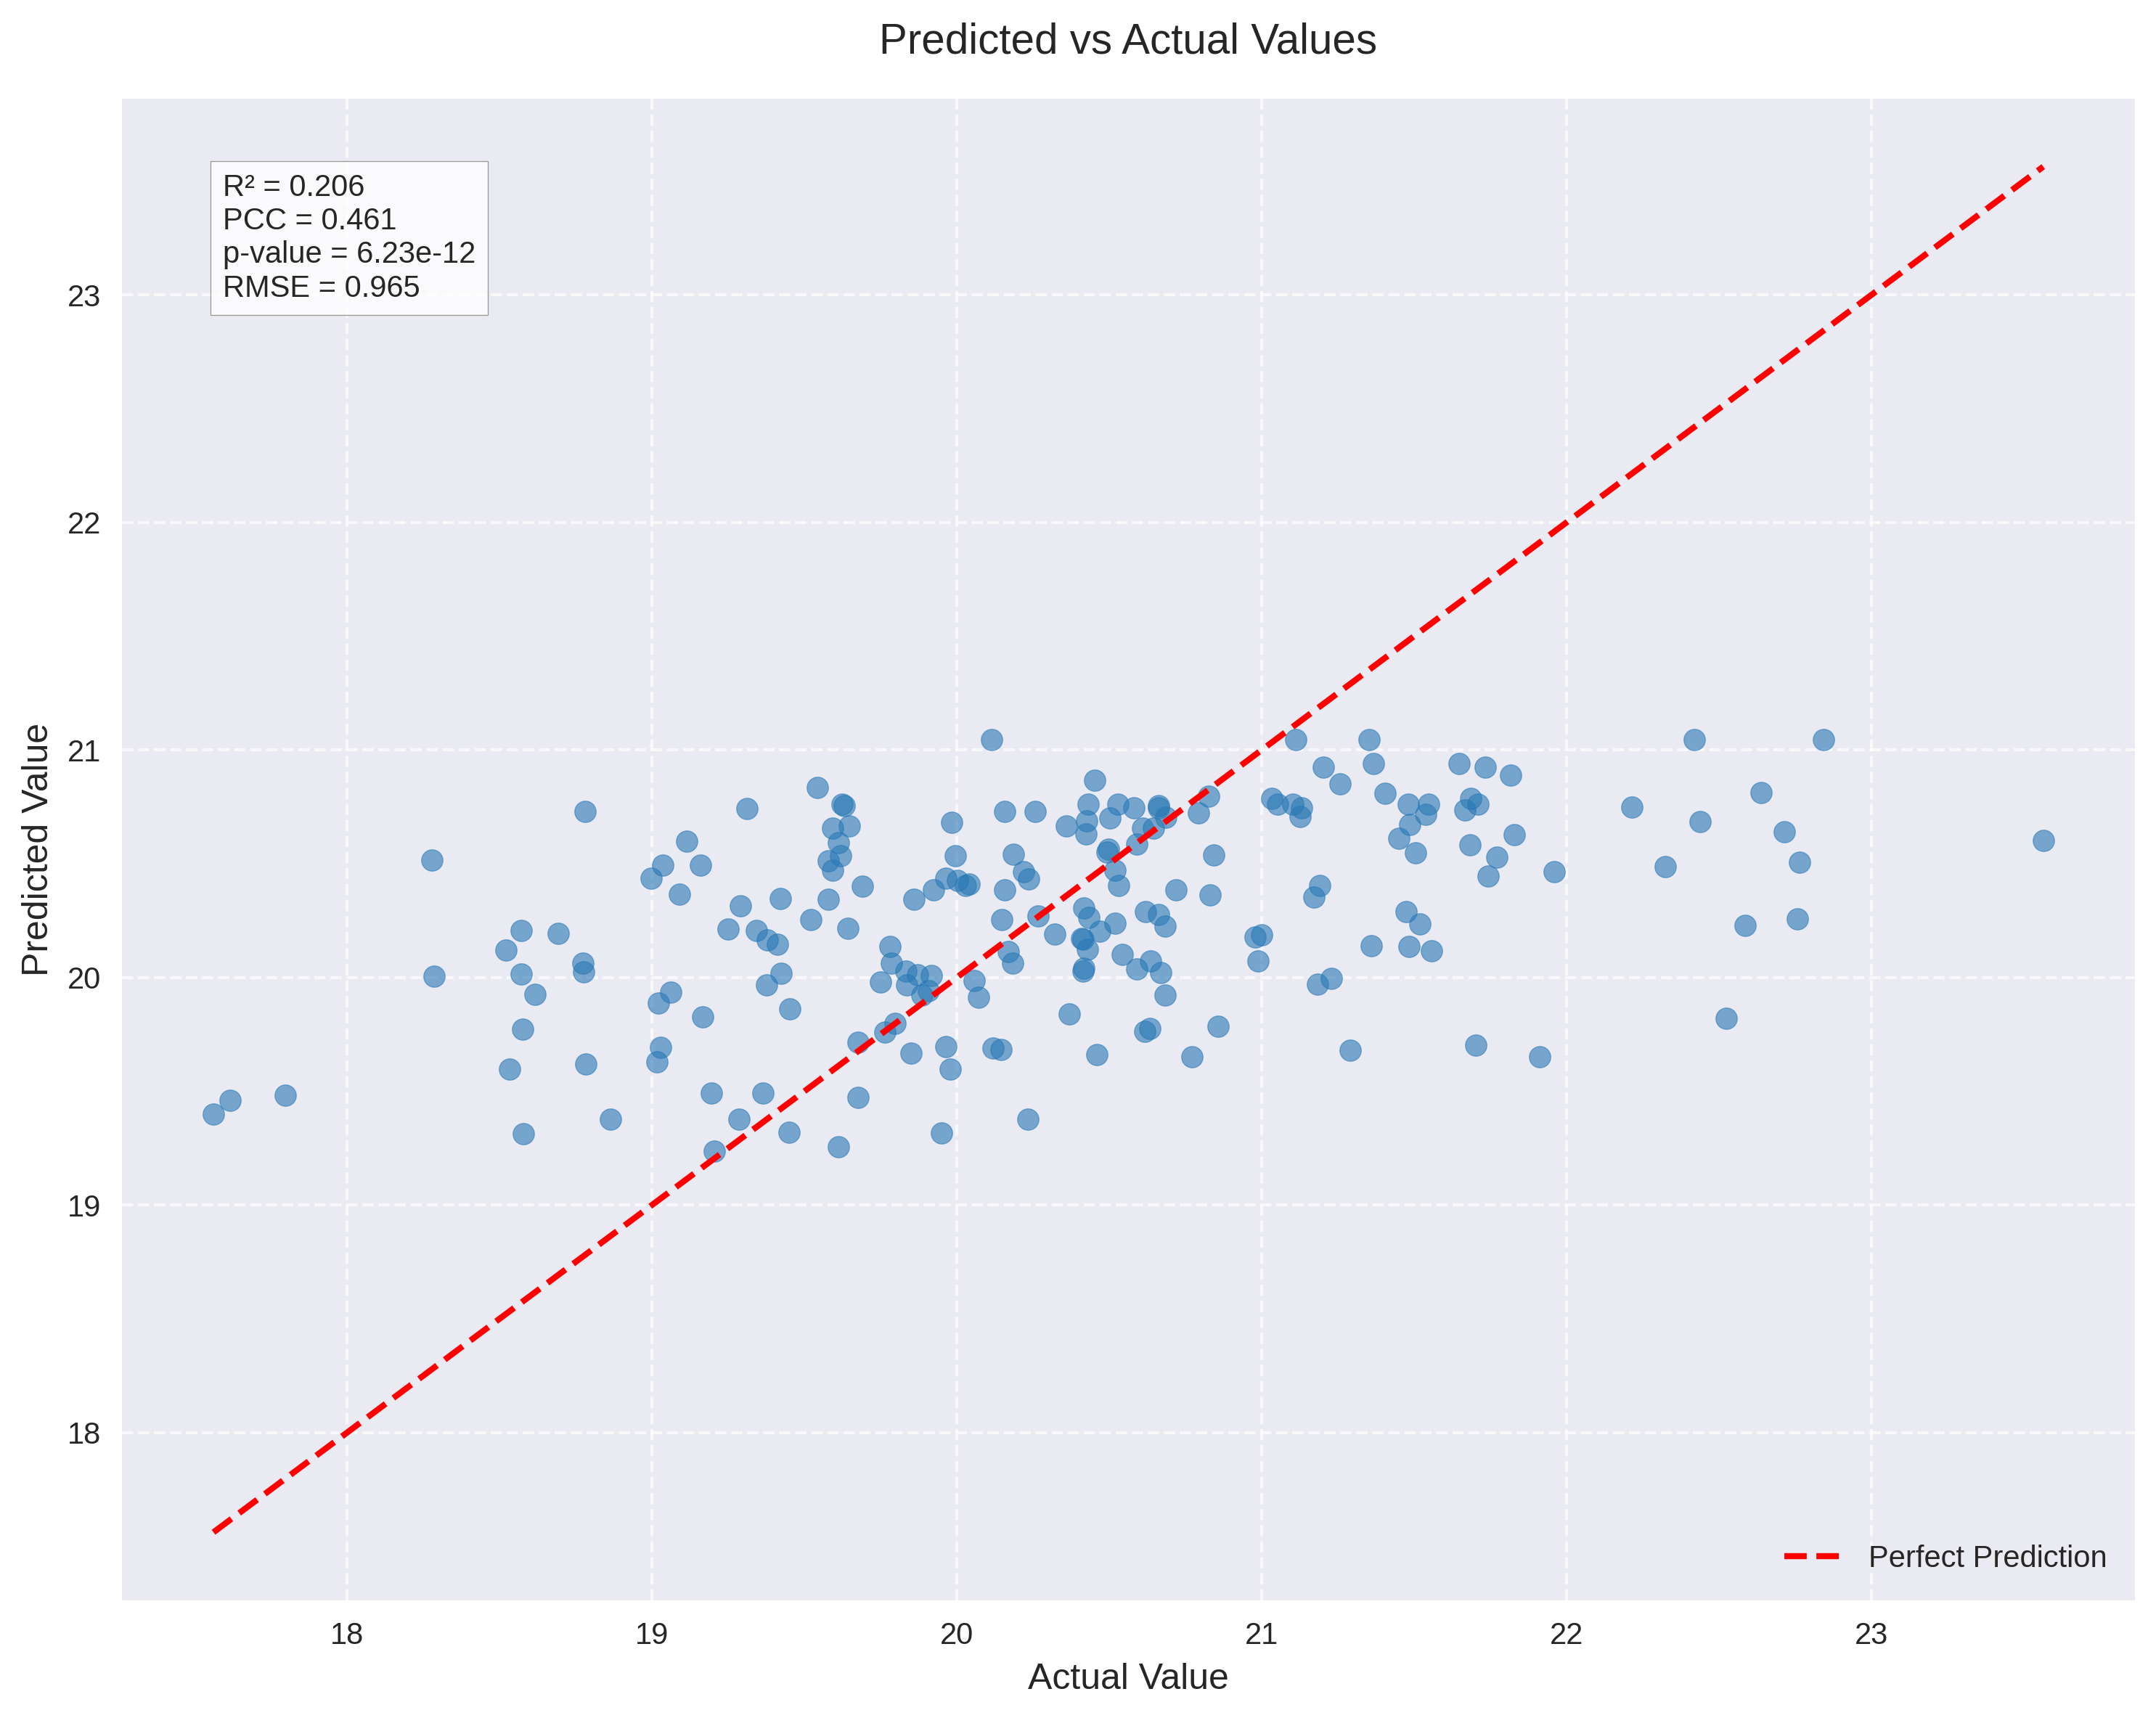 Predicted vs Actual Values
R² = 0.206
PCC = 0.461
p-value = 6.23e-12
RMSE = 0.965
23
22
21
20
19
18
Predicted Value
Perfect Prediction
18 19 20 21 22 23
Actual Value